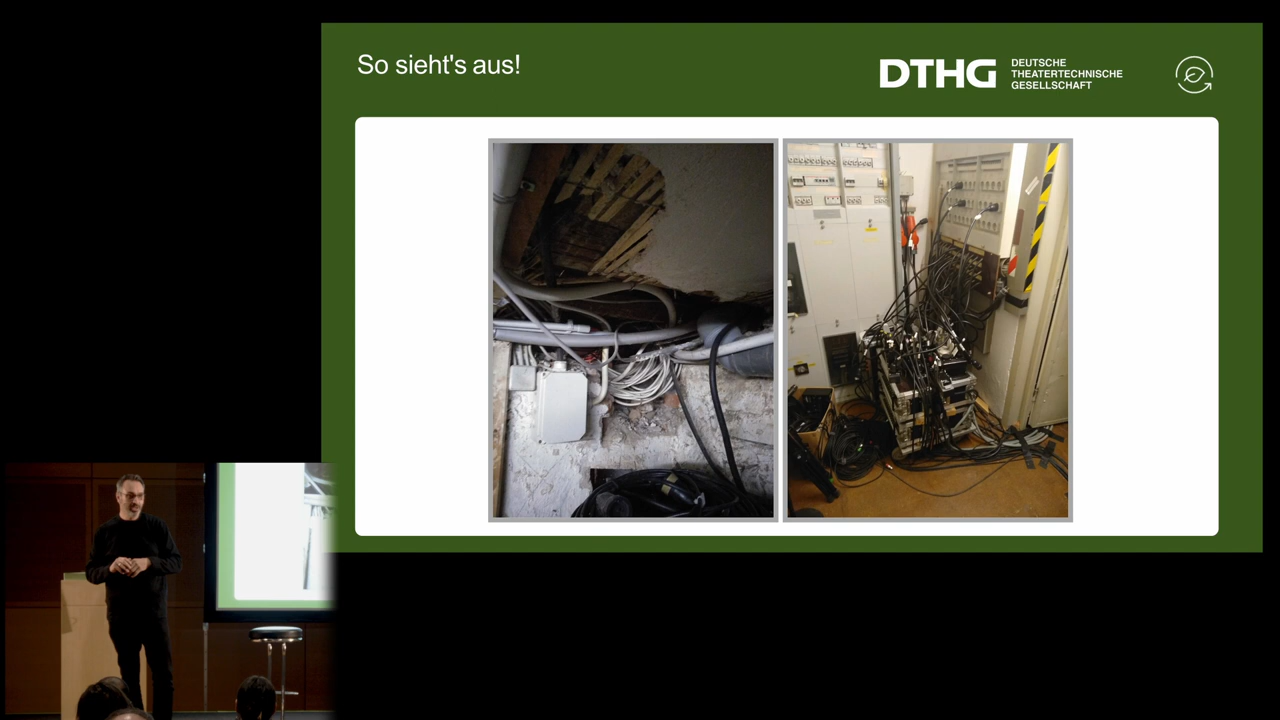 So sieht's aus!
DTHG
DEUTSCHE
THEATERTECHNISCHE
GESELLSCHAFT